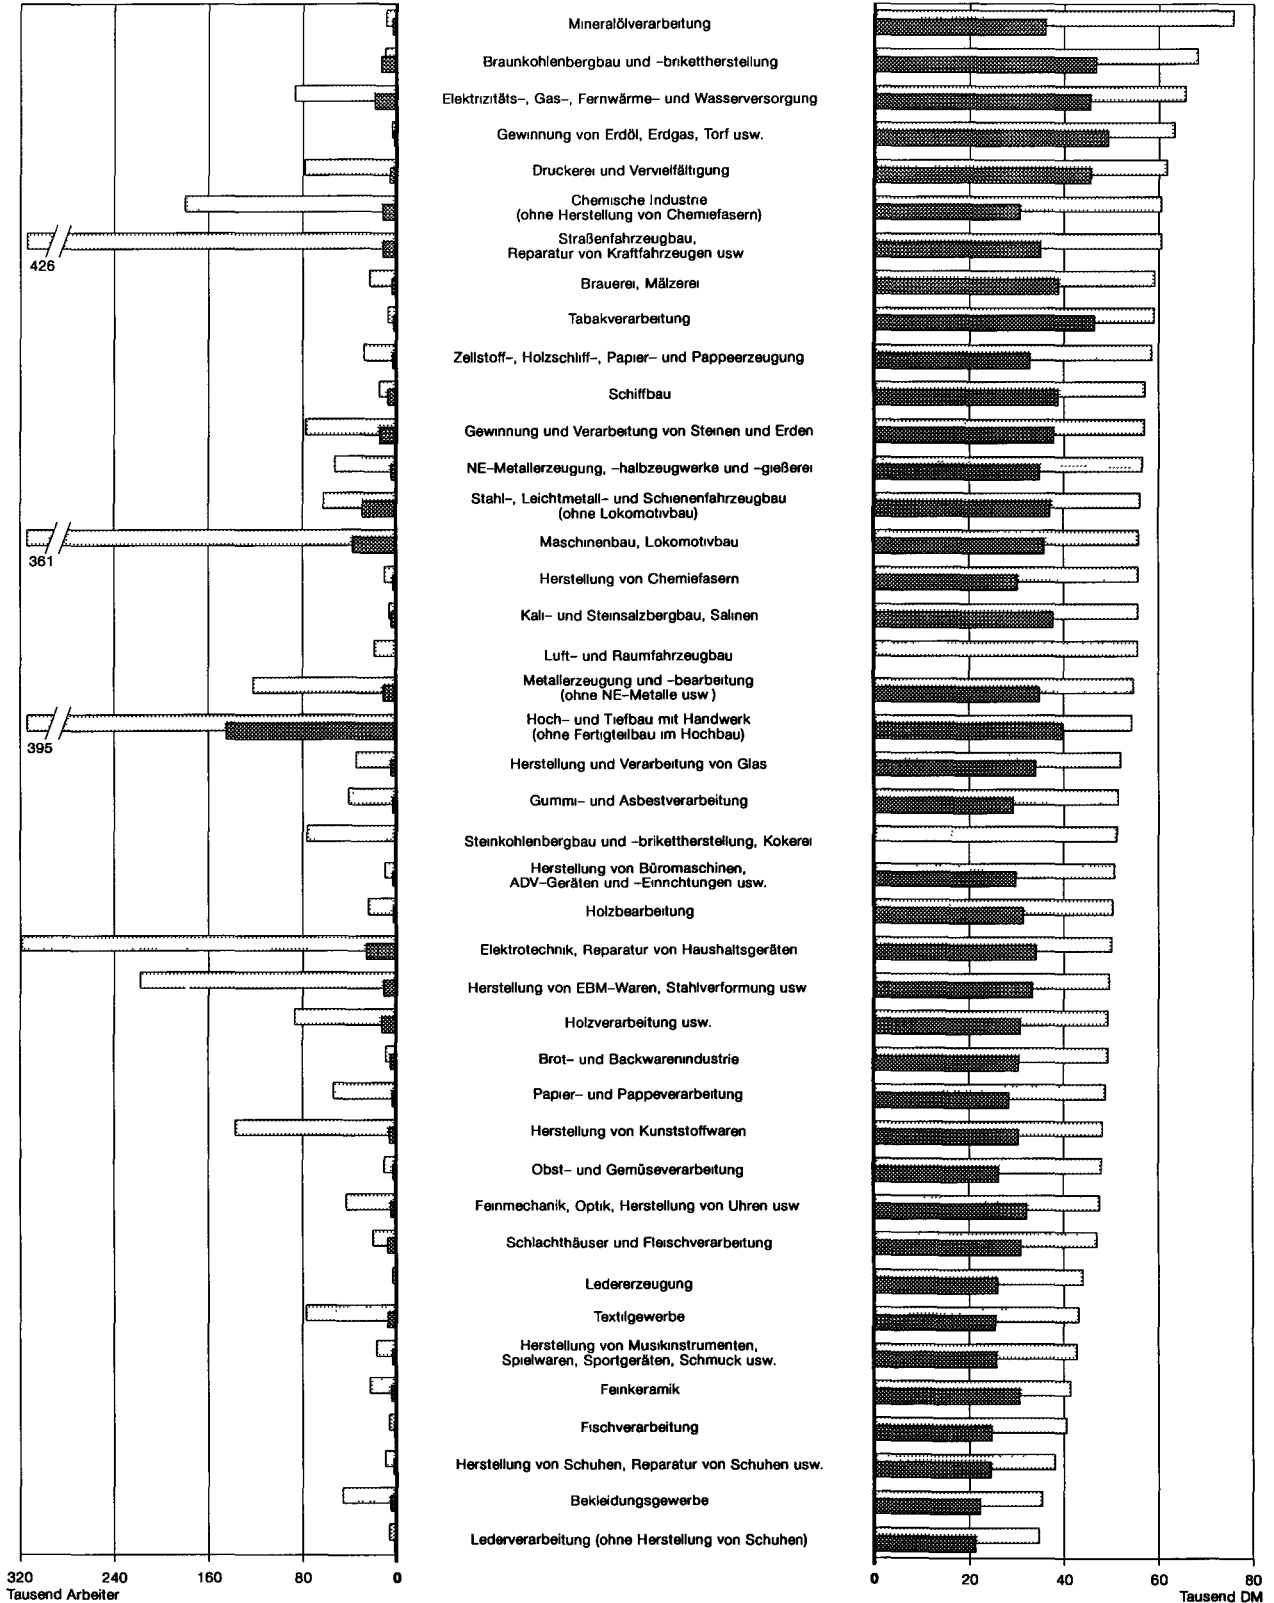 Mineralölverarbeitung
Braunkohlenbergbau und -brikettherstellung
Elektrizitäts-, Gas-, Fernwärme- und Wasserversorgung
Gewinnung von Erdöl, Erdgas, Torf usw.
Druckerei und Vervielfältigung
Chemische Industrie
(ohne Herstellung von Chemiefasern)
Straßenfahrzeugbau,
Reparatur von Kraftfahrzeugen usw
426
Brauerei, Mälzerei
Tabakverarbeitung
Zellstoff-, Holzschliff-, Papier- und Pappeerzeugung
Schiffbau
Gewinnung und Verarbeitung von Steinen und Erden
NE-Metallerzeugung, -halbzeugwerke und -gießerei
Stahl-, Leichtmetall- und Schienenfahrzeugbau
(ohne Lokomotivbau)
Maschinenbau, Lokomotivbau
361
Herstellung von Chemiefasern
Kali- und Steinsalzbergbau, Salinen
Luft- und Raumfahrzeugbau
Metallerzeugung und -bearbeitung
(ohne NE-Metalle usw)
Hoch- und Tiefbau mit Handwerk
(ohne Fertigteilbau im Hochbau)
395
Herstellung und Verarbeitung von Glas
Gummi- und Asbestverarbeitung
Steinkohlenbergbau und -brikettherstellung, Kokerei
Herstellung von Büromaschinen,
ADV-Geräten und -Einrichtungen usw.
Holzbearbeitung
Elektrotechnik, Reparatur von Haushaltsgeräten
Herstellung von EBM-Waren, Stahlverformung usw
Holzverarbeitung usw.
Brot- und Backwarenindustrie
Papier- und Pappeverarbeitung
Herstellung von Kunststoffwaren
Obst- und Gemüseverarbeitung
Feinmechanik, Optik, Herstellung von Uhren usw
Schlachthäuser und Fleischverarbeitung
Ledererzeugung
Textilgewerbe
Herstellung von Musikinstrumenten,
Spielwaren, Sportgeräten, Schmuck usw.
Feinkeramik
Fischverarbeitung
Herstellung von Schuhen, Reparatur von Schuhen usw.
Bekleidungsgewerbe
Lederverarbeitung (ohne Herstellung von Schuhen)
320 240 160 80 0 0 20 40 60 80
Tausend Arbeiter Tausend DM